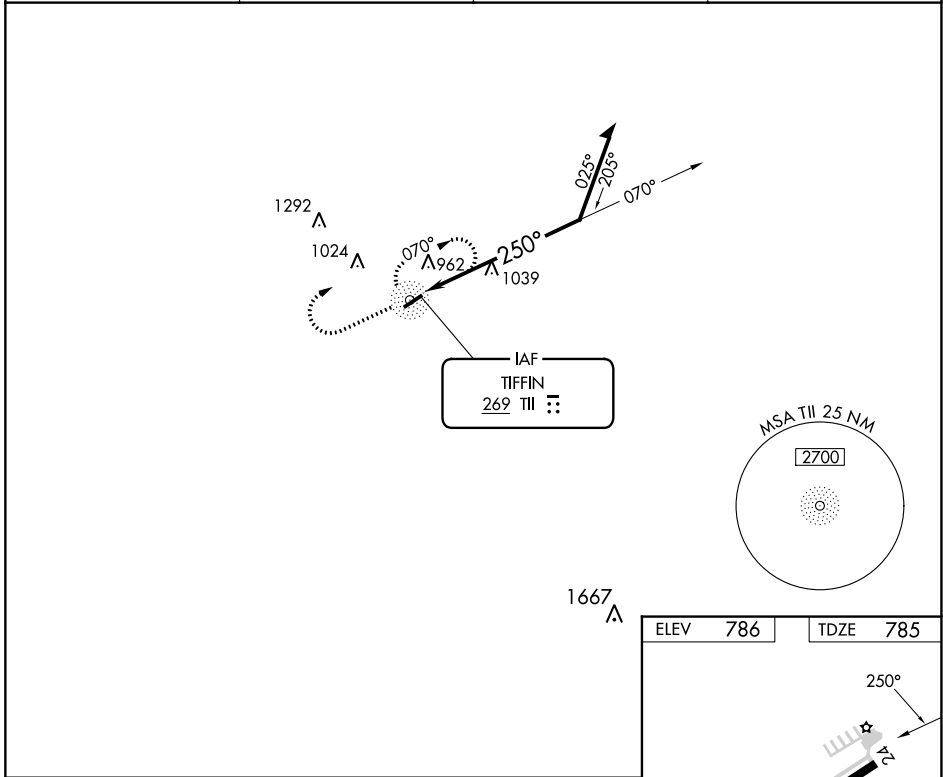 025°
205°
070°
1292
1024
070°
962
250°
1039
IAF
TIFFIN
269 TII
MSA TII 25 NM
2700
1667
ELEV 786
TDZE 785
250°
24